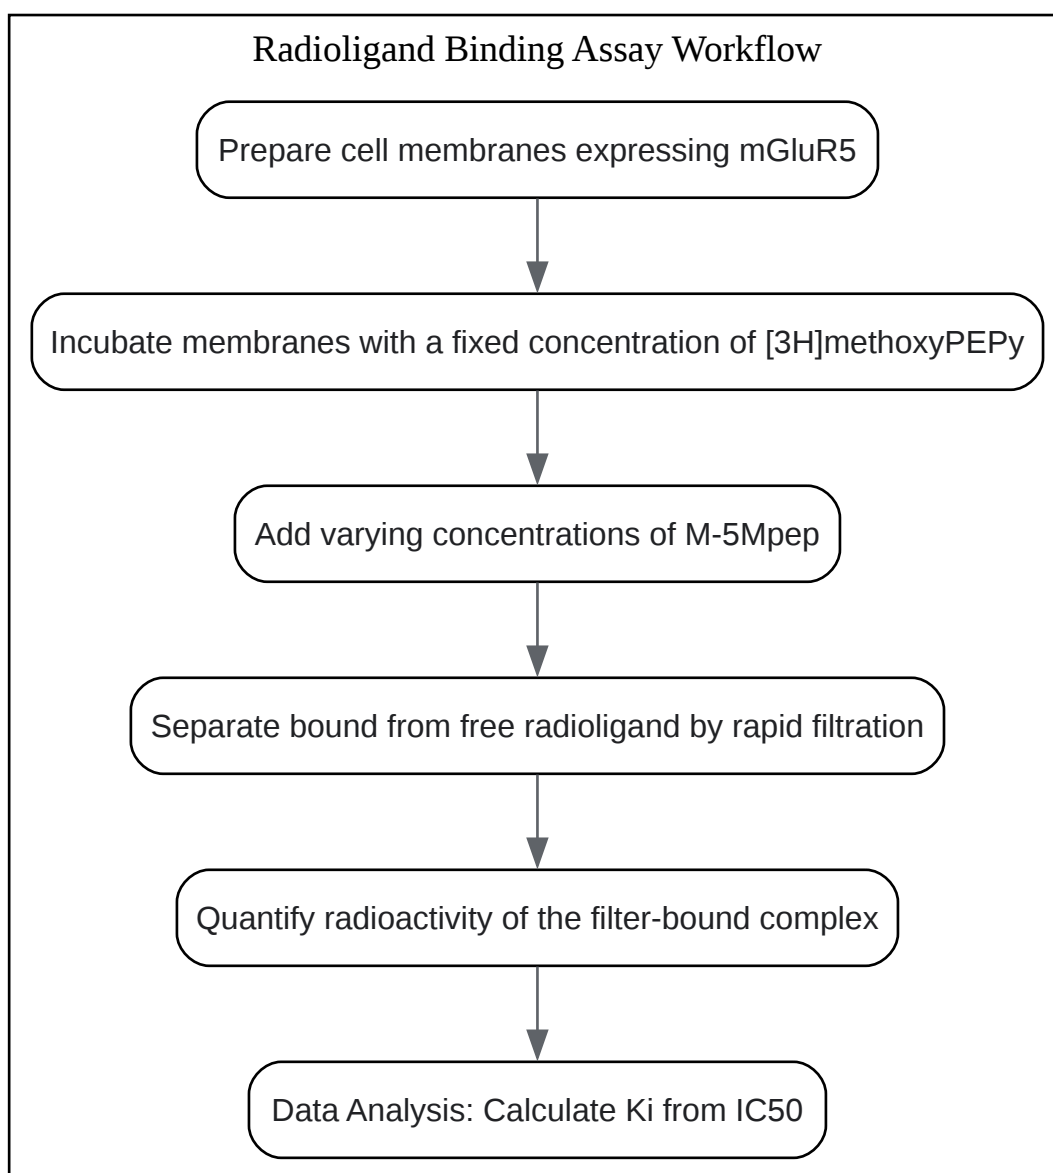 Radioligand Binding Assay Workflow
Prepare cell membranes expressing mGluR5
Incubate membranes with a fixed concentration of [3H]methoxyPEPy
Add varying concentrations of M-5Mpep
Separate bound from free radioligand by rapid filtration
Quantify radioactivity of the filter-bound complex
Data Analysis: Calculate Ki from IC50